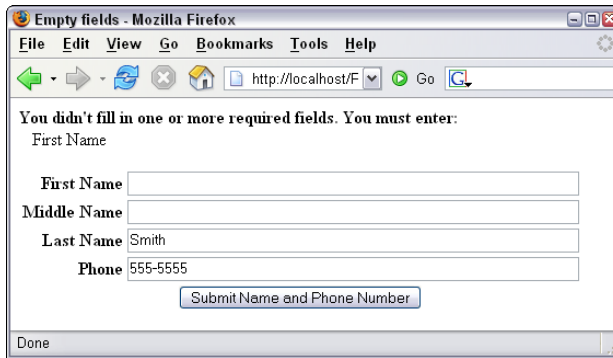 Empty fields - Mozilla Firefox
File Edit View Go Bookmarks Tools Help
http://localhost/F Go G
You didn't fill in one or more required fields. You must enter:
First Name
First Name
Middle Name
Last Name Smith
Phone 555-5555
Submit Name and Phone Number
Done